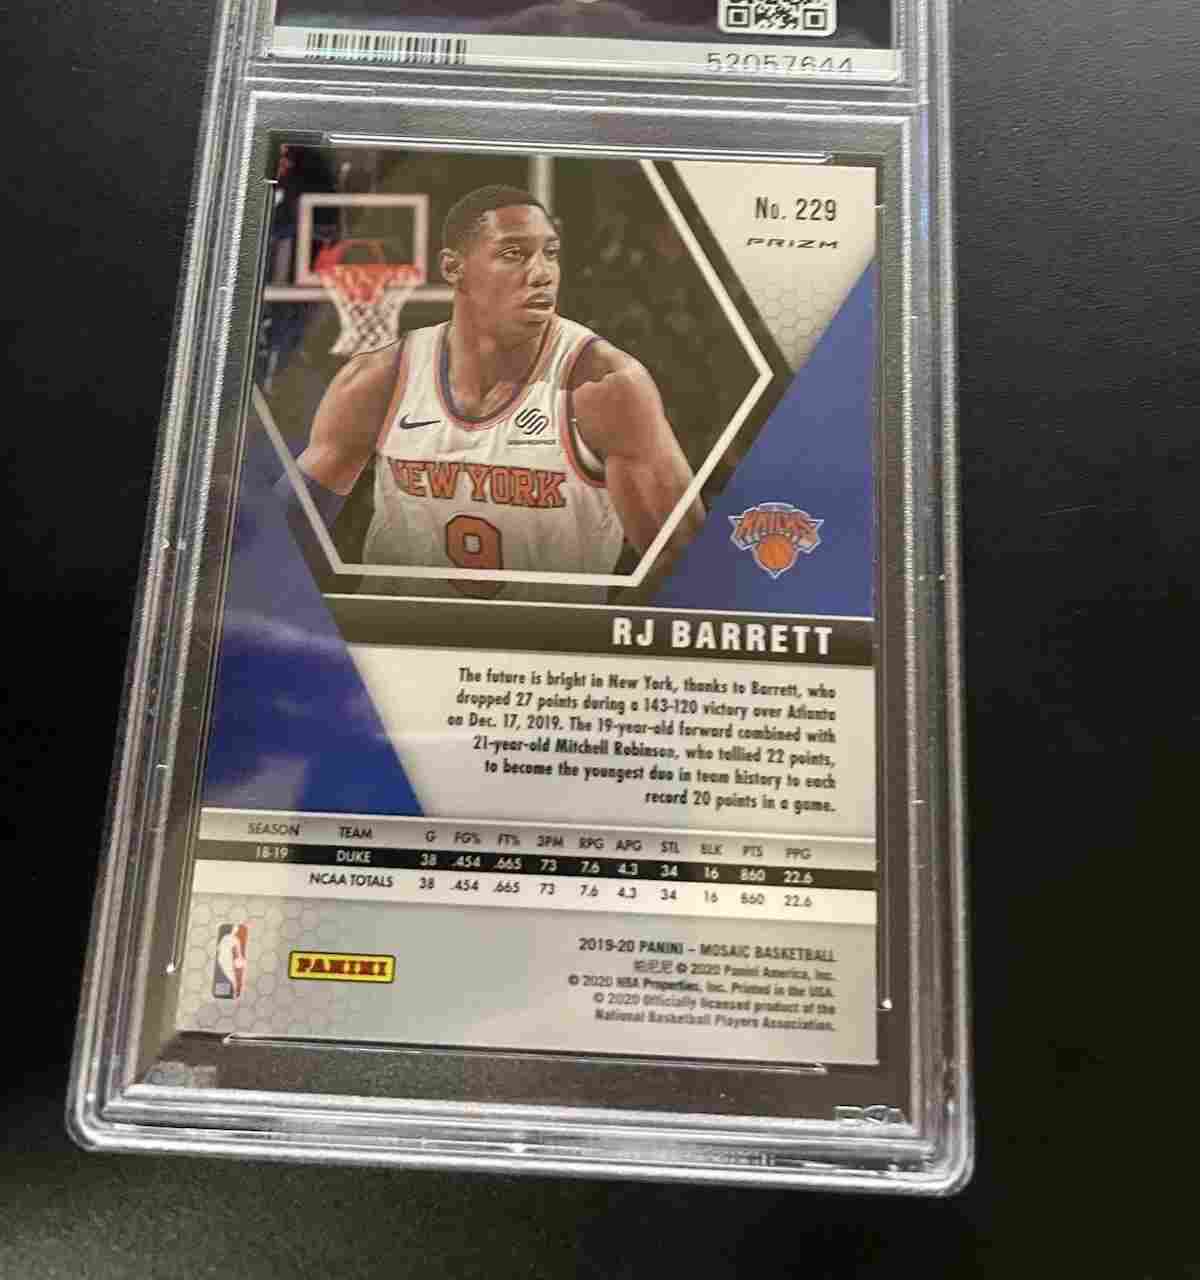 52057644
No. 229
PRIZM
SQUARESPACE
NEW YORK
9
KNICKS
RJ BARRETT
The future is bright in New York, thanks to Barrett, who
dropped 27 points during a 143-120 victory over Atlanta
on Dec. 17, 2019. The 19-year-old forward combined with
21-year-old Mitchell Robinson, who tallied 22 points,
to become the youngest duo in team history to each
record 20 points in a game.
SEASON TEAM G FG% FT% 3PM RPG APG STL BLK PTS PPG
18-19 DUKE 38 .454 .665 73 7.6 4.3 34 16 860 22.6
NCAA TOTALS 38 .454 .665 73 7.6 4.3 34 16 860 22.6
PANINI
2019-20 PANINI – MOSAIC BASKETBALL
帕尼尼 © 2020 Panini America, Inc.
© 2020 NBA Properties, Inc. Printed in the USA.
© 2020 Officially licensed product of the
National Basketball Players Association.
PSA